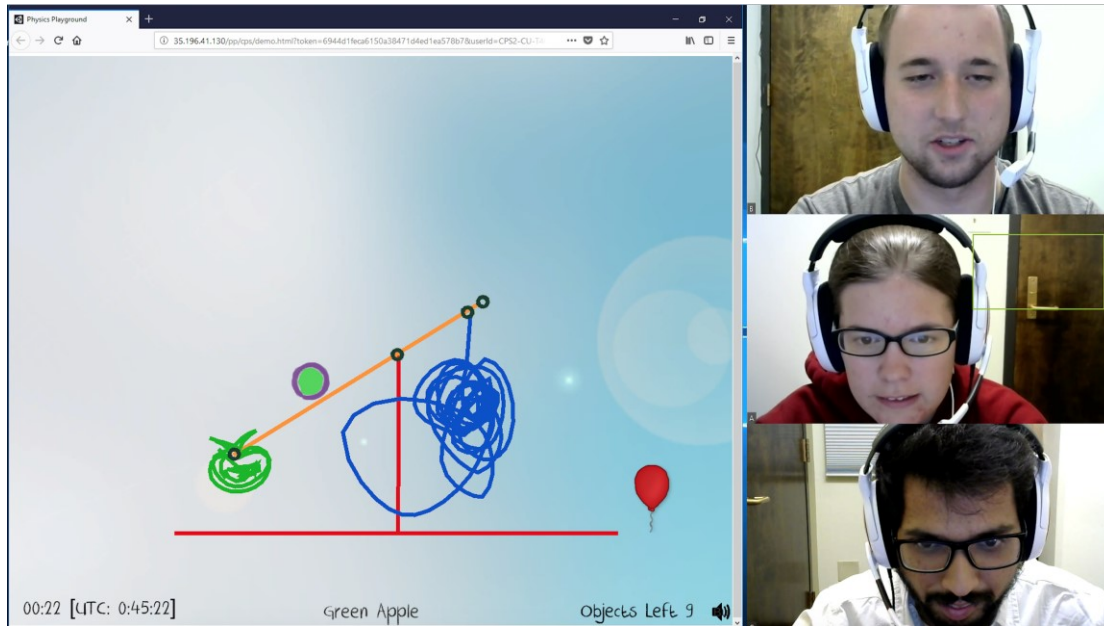 Physics Playground
35.196.41.130/pp/cps/demo.html?token=6944d1feca6150a38471d4ed1ea578b7&userId=CPS2-CU-T4
B
A
00:22 [UTC: 0:45:22]
Green Apple
Objects Left 9